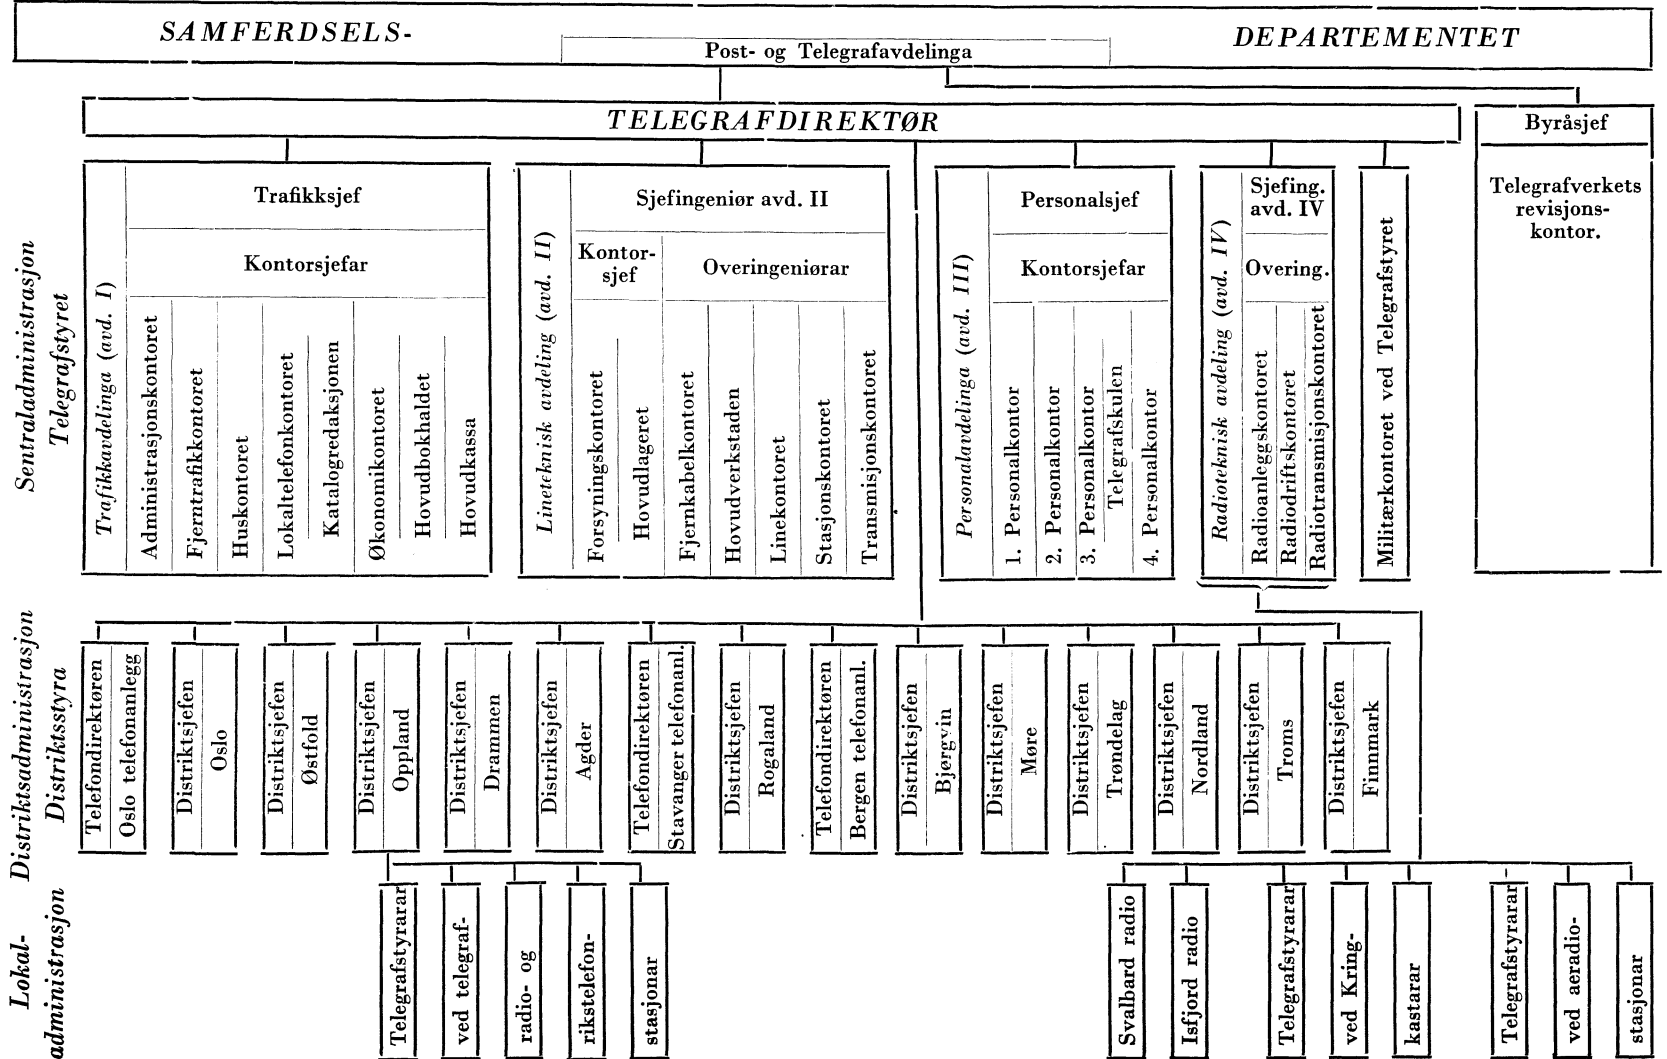 SAMFERDSELS-
DEPARTEMENTET
Post- og Telegrafavdelinga
TELEGRAFDIREKTØR
Byråsjef
Telegrafverkets
revisjons-
kontor.
Sentraladministrasjon
Telegrafstyret
Trafikkavdelinga (avd. I)
Trafikksjef
Kontorsjefar
Administrasjonskontoret
Fjerntrafikkontoret
Huskontoret
Lokaltelefonkontoret
Katalogredaksjonen
Økonomikontoret
Hovudbokhaldet
Hovudkassa
Lineteknisk avdeling (avd. II)
Sjefingeniør avd. II
Kontor-
sjef
Overingeniørar
Forsyningskontoret
Hovudlageret
Fjernkabelkontoret
Hovudverkstaden
Linekontoret
Stasjonskontoret
Transmisjonskontoret
Personalavdelinga (avd. III)
Personalsjef
Kontorsjefar
1. Personalkontor
2. Personalkontor
3. Personalkontor
Telegrafskulen
4. Personalkontor
Radioteknisk avdeling (avd. IV)
Sjefing.
avd. IV
Overing.
Radioanleggskontoret
Radiodriftskontoret
Radiotransmisjonskontoret
Militærkontoret ved Telegrafstyret
Distriktsadministrasjon
Distriktsstyra
Telefondirektøren
Oslo telefonanlegg
Distriktsjefen
Oslo
Distriktsjefen
Østfold
Distriktsjefen
Oppland
Distriktsjefen
Drammen
Distriktsjefen
Agder
Telefondirektøren
Stavanger telefonanl.
Distriktsjefen
Rogaland
Telefondirektøren
Bergen telefonanl.
Distriktsjefen
Bjørgvin
Distriktsjefen
Møre
Distriktsjefen
Trøndelag
Distriktsjefen
Nordland
Distriktsjefen
Troms
Distriktsjefen
Finnmark
Lokal-
administrasjon
Telegrafstyrarar
ved telegraf-
radio- og
rikstelefon-
stasjonar
Svalbard radio
Isfjord radio
Telegrafstyrarar
ved Kring-
kastarar
Telegrafstyrarar
ved aeradio-
stasjonar